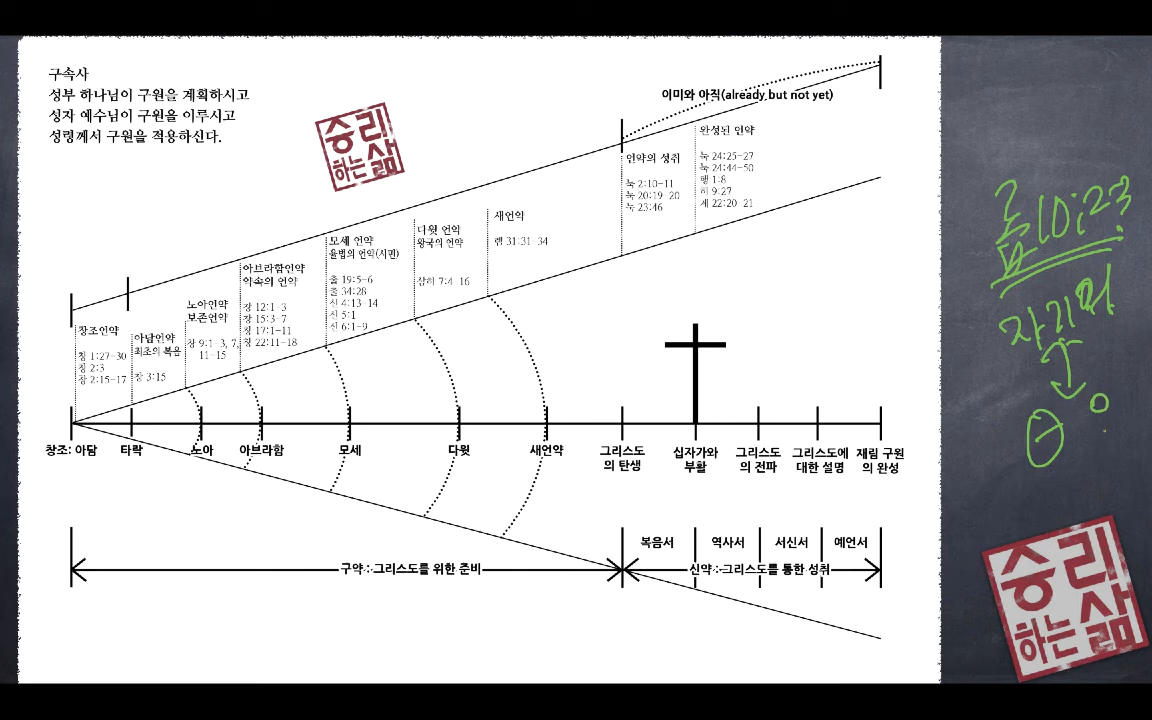 구속사
성부 하나님이 구원을 계획하시고
성자 예수님이 구원을 이루시고
성령께서 구원을 적용하신다.
승리
하는 삶
이미와 아직(already but not yet)
완성된 언약
눅 24:25-27
눅 24:44-50
행 1:8
히 9:27
계 22:20-21
언약의 성취
눅 2:10-11
눅 20:19-20
눅 23:46
새언약
렘 31:31-34
다윗 언약
왕국의 언약
삼하 7:4-16
모세 언약
율법의 언약(시민)
출 19:5-6
출 34:28
신 4:13-14
신 5:1
신 6:1-9
아브라함언약
약속의 언약
창 12:1-3
창 15:3-7
창 17:1-11
창 22:11-18
노아언약
보존언약
창 9:1-3, 7,
11-15
아담언약
최초의 복음
창 3:15
창조언약
창 1:27-30
창 2:3
창 2:15-17
창조: 아담
타락
노아
아브라함
모세
다윗
새언약
그리스도
의 탄생
십자가와
부활
그리스도
의 전파
그리스도에
대한 설명
재림 구원
의 완성
복음서
역사서
서신서
예언서
구약 : 그리스도를 위한 준비
신약 : 그리스도를 통한 성취
10:23
승리
하는 삶